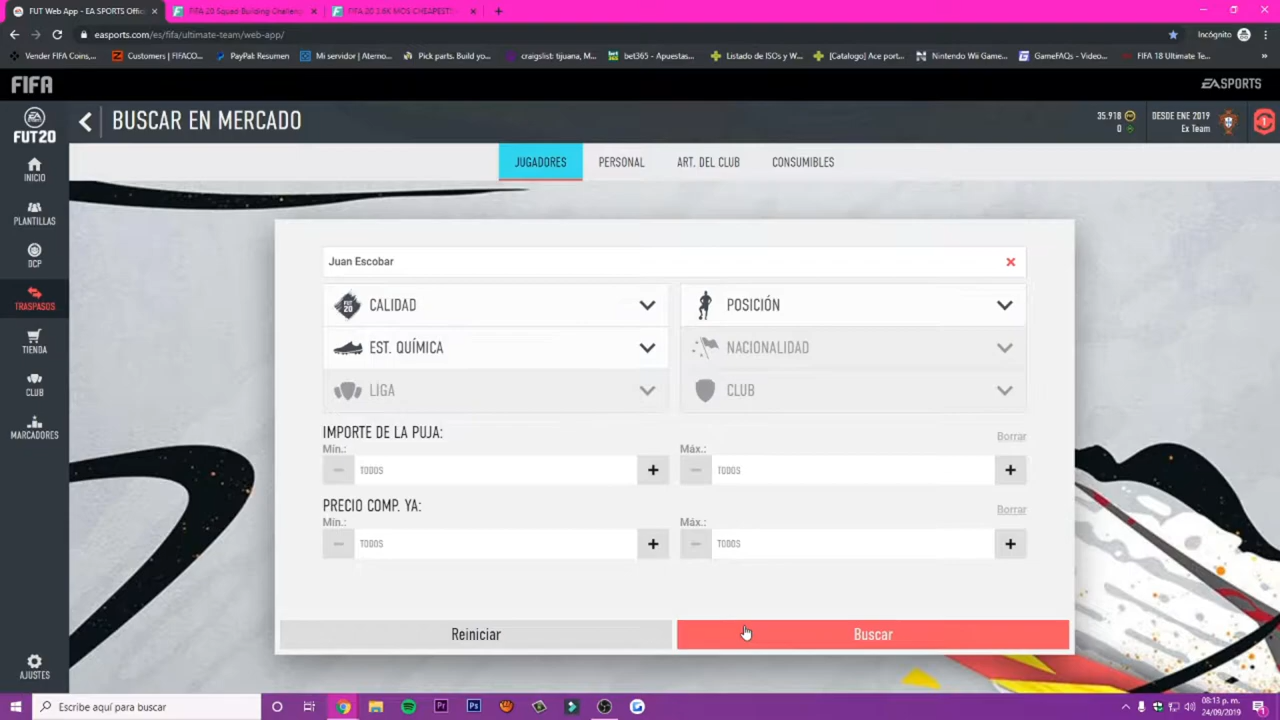 FUT Web App - EA SPORTS Offici
FIFA 20 Squad Building Challeng
FIFA 20 3.6K MOS CHEAPEST
easports.com/es/fifa/ultimate-team/web-app/
Incógnito
Vender FIFA Coins,...
Customers | FIFACO...
PayPal: Resumen
Mi servidor | Aterno...
Pick parts. Build yo...
craigslist: tijuana, M...
bet365 - Apuestas...
Listado de ISOs y W...
[Catalogo] Ace port...
Nintendo Wii Gam...
GameFAQs - Video...
FIFA 18 Ultimate Te...
FIFA
EA SPORTS
FUT20
BUSCAR EN MERCADO
35.918
0
DESDE ENE 2019
Ex Team
INICIO
PLANTILLAS
DCP
TRASPASOS
TIENDA
CLUB
MARCADORES
AJUSTES
JUGADORES
PERSONAL
ART. DEL CLUB
CONSUMIBLES
Juan Escobar
CALIDAD
POSICIÓN
EST. QUÍMICA
NACIONALIDAD
LIGA
CLUB
IMPORTE DE LA PUJA:
Borrar
Mín.:
Máx.:
TODOS
TODOS
PRECIO COMP. YA:
Borrar
Mín.:
Máx.:
TODOS
TODOS
Reiniciar
Buscar
Escribe aquí para buscar
08:13 p. m.
24/09/2019